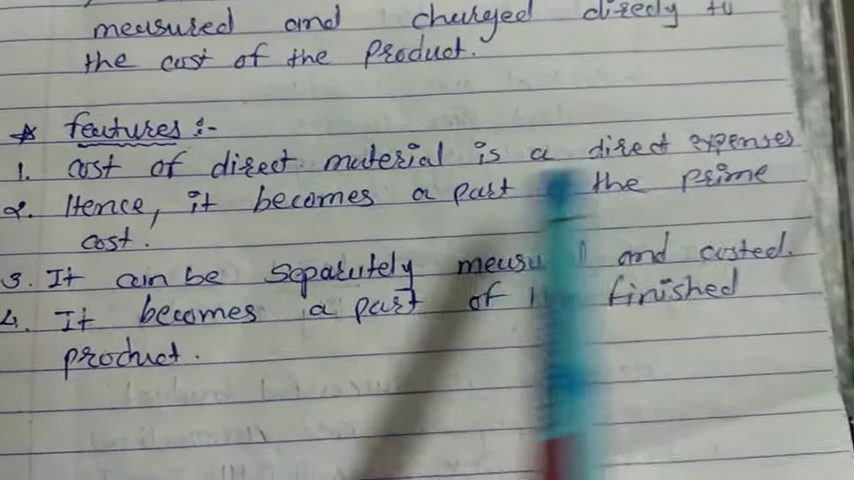 measured and charged direcly to
the cost of the product.
* features :-
1. cost of direct material is a direct expenses
2. Hence, it becomes a part the prime
cost.
3. It can be separately and costed.
4. It becomes a part of finished
product.